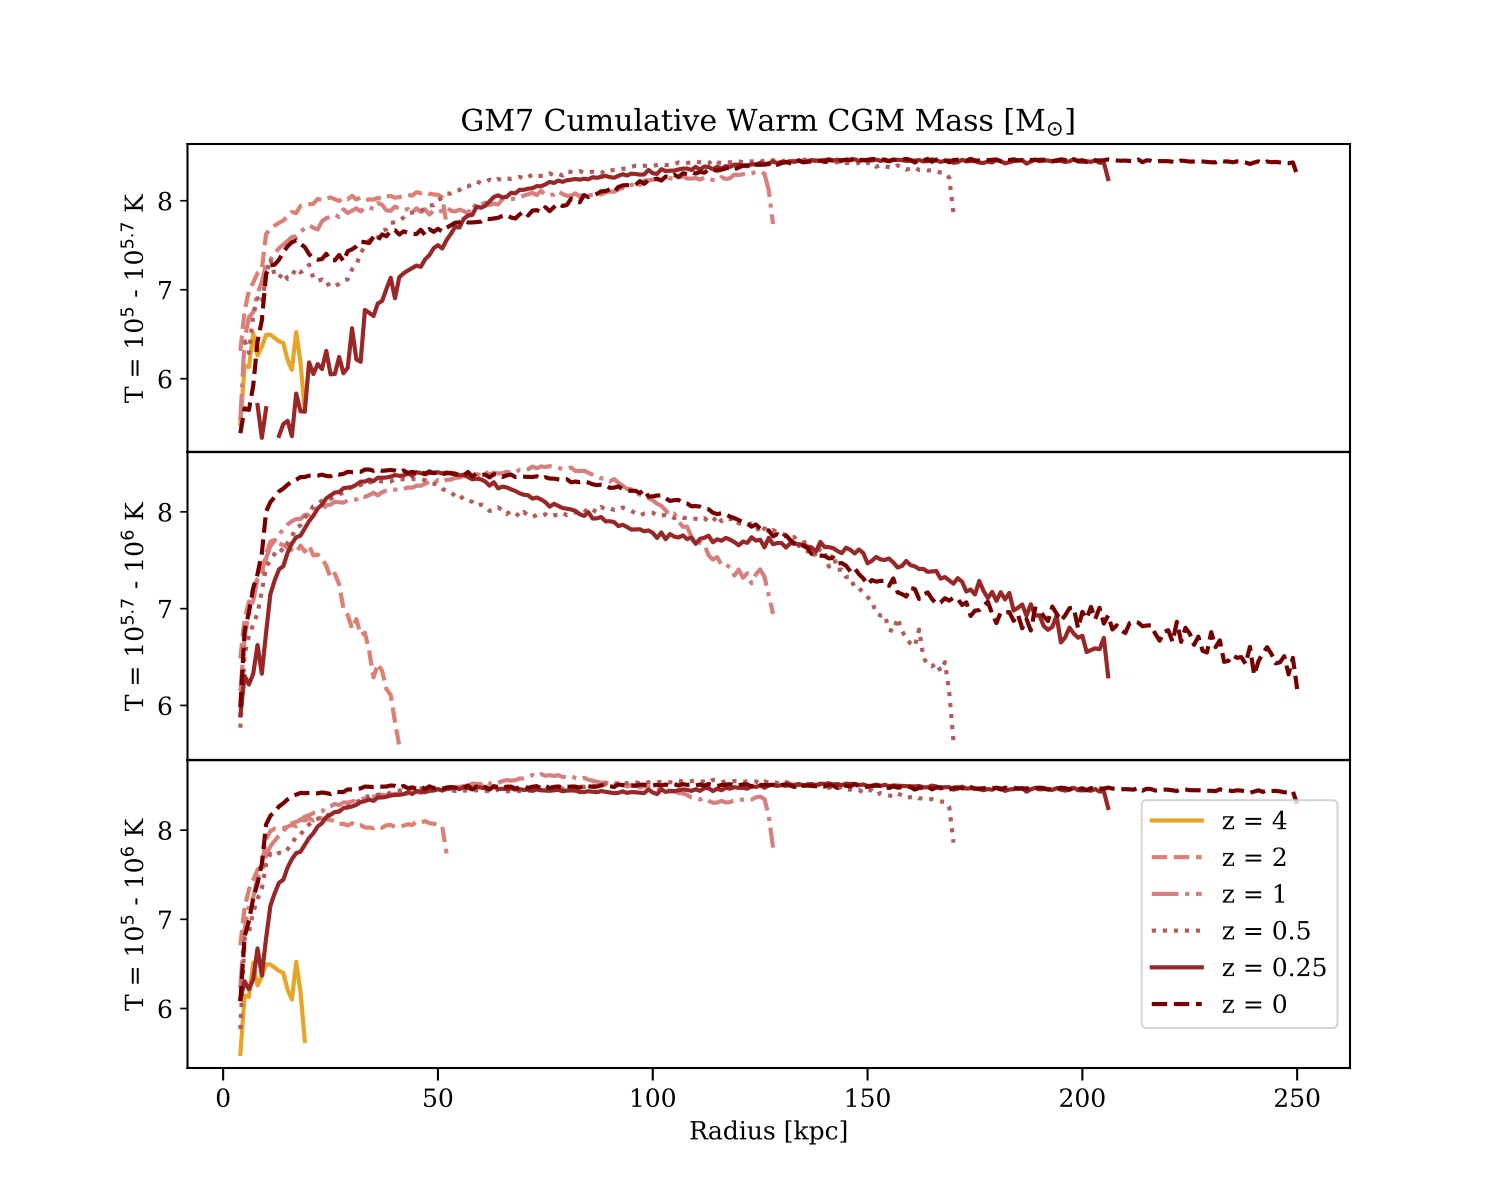 GM7 Cumulative Warm CGM Mass [M⊙]
T = 10⁵ - 10⁵·⁷ K
8
7
6
T = 10⁵·⁷ - 10⁶ K
8
7
6
T = 10⁵ - 10⁶ K
8
7
6
z = 4
z = 2
z = 1
z = 0.5
z = 0.25
z = 0
0 50 100 150 200 250
Radius [kpc]